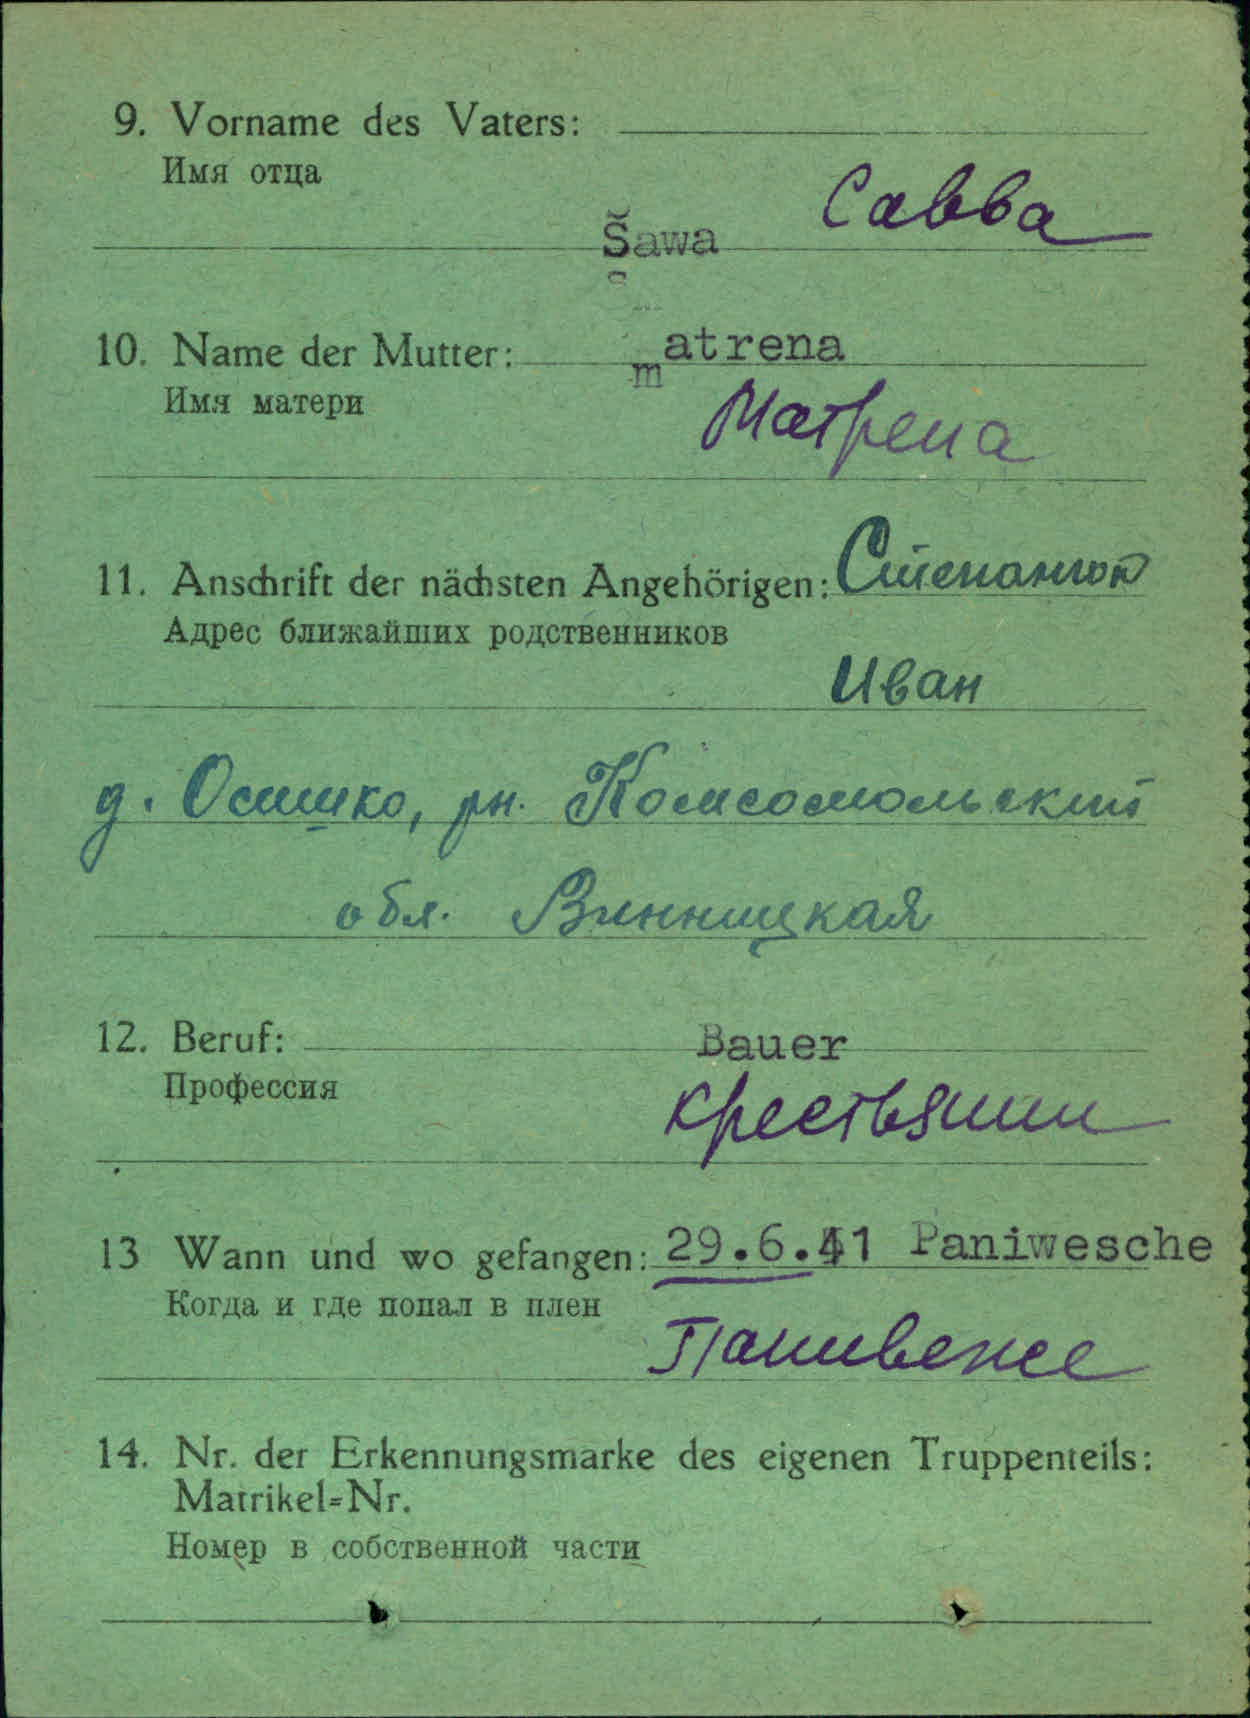 9. Vorname des Vaters:
Имя отца
Савва
Šawa
10. Name der Mutter: matrena
Имя матери
Матрена
11. Anschrift der nächsten Angehörigen: Степанюк
Адрес ближайших родственников
Иван
д. Осишко, рн. Комсомольский
обл. Винницкая
12. Beruf: Bauer
Профессия
крестьянин
13 Wann und wo gefangen: 29.6.41 Paniwesche
Когда и где попал в плен
Паневеже
14. Nr. der Erkennungsmarke des eigenen Truppenteils:
Matrikel=Nr.
Номер в собственной части